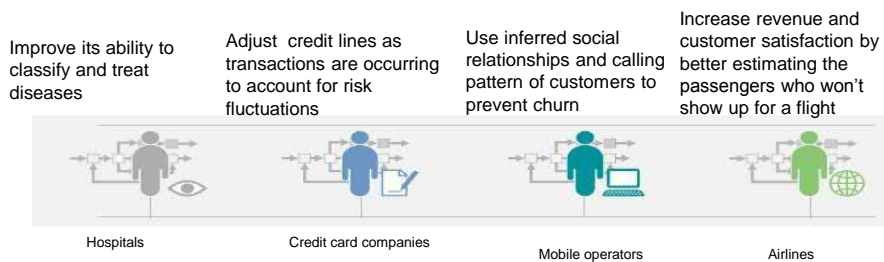 Improve its ability to
classify and treat
diseases
Adjust credit lines as
transactions are occurring
to account for risk
fluctuations
Use inferred social
relationships and calling
pattern of customers to
prevent churn
Increase revenue and
customer satisfaction by
better estimating the
passengers who won't
show up for a flight
Hospitals
Credit card companies
Mobile operators
Airlines